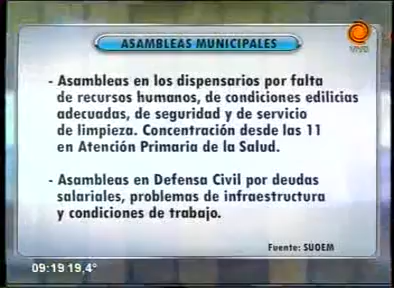 ASAMBLEAS MUNICIPALES
VIVO
- Asambleas en los dispensarios por falta
de recursos humanos, de condiciones edilicias
adecuadas, de seguridad y de servicio
de limpieza. Concentración desde las 11
en Atención Primaria de la Salud.
- Asambleas en Defensa Civil por deudas
salariales, problemas de infraestructura
y condiciones de trabajo.
Fuente: SUOEM
09:19 19,4°